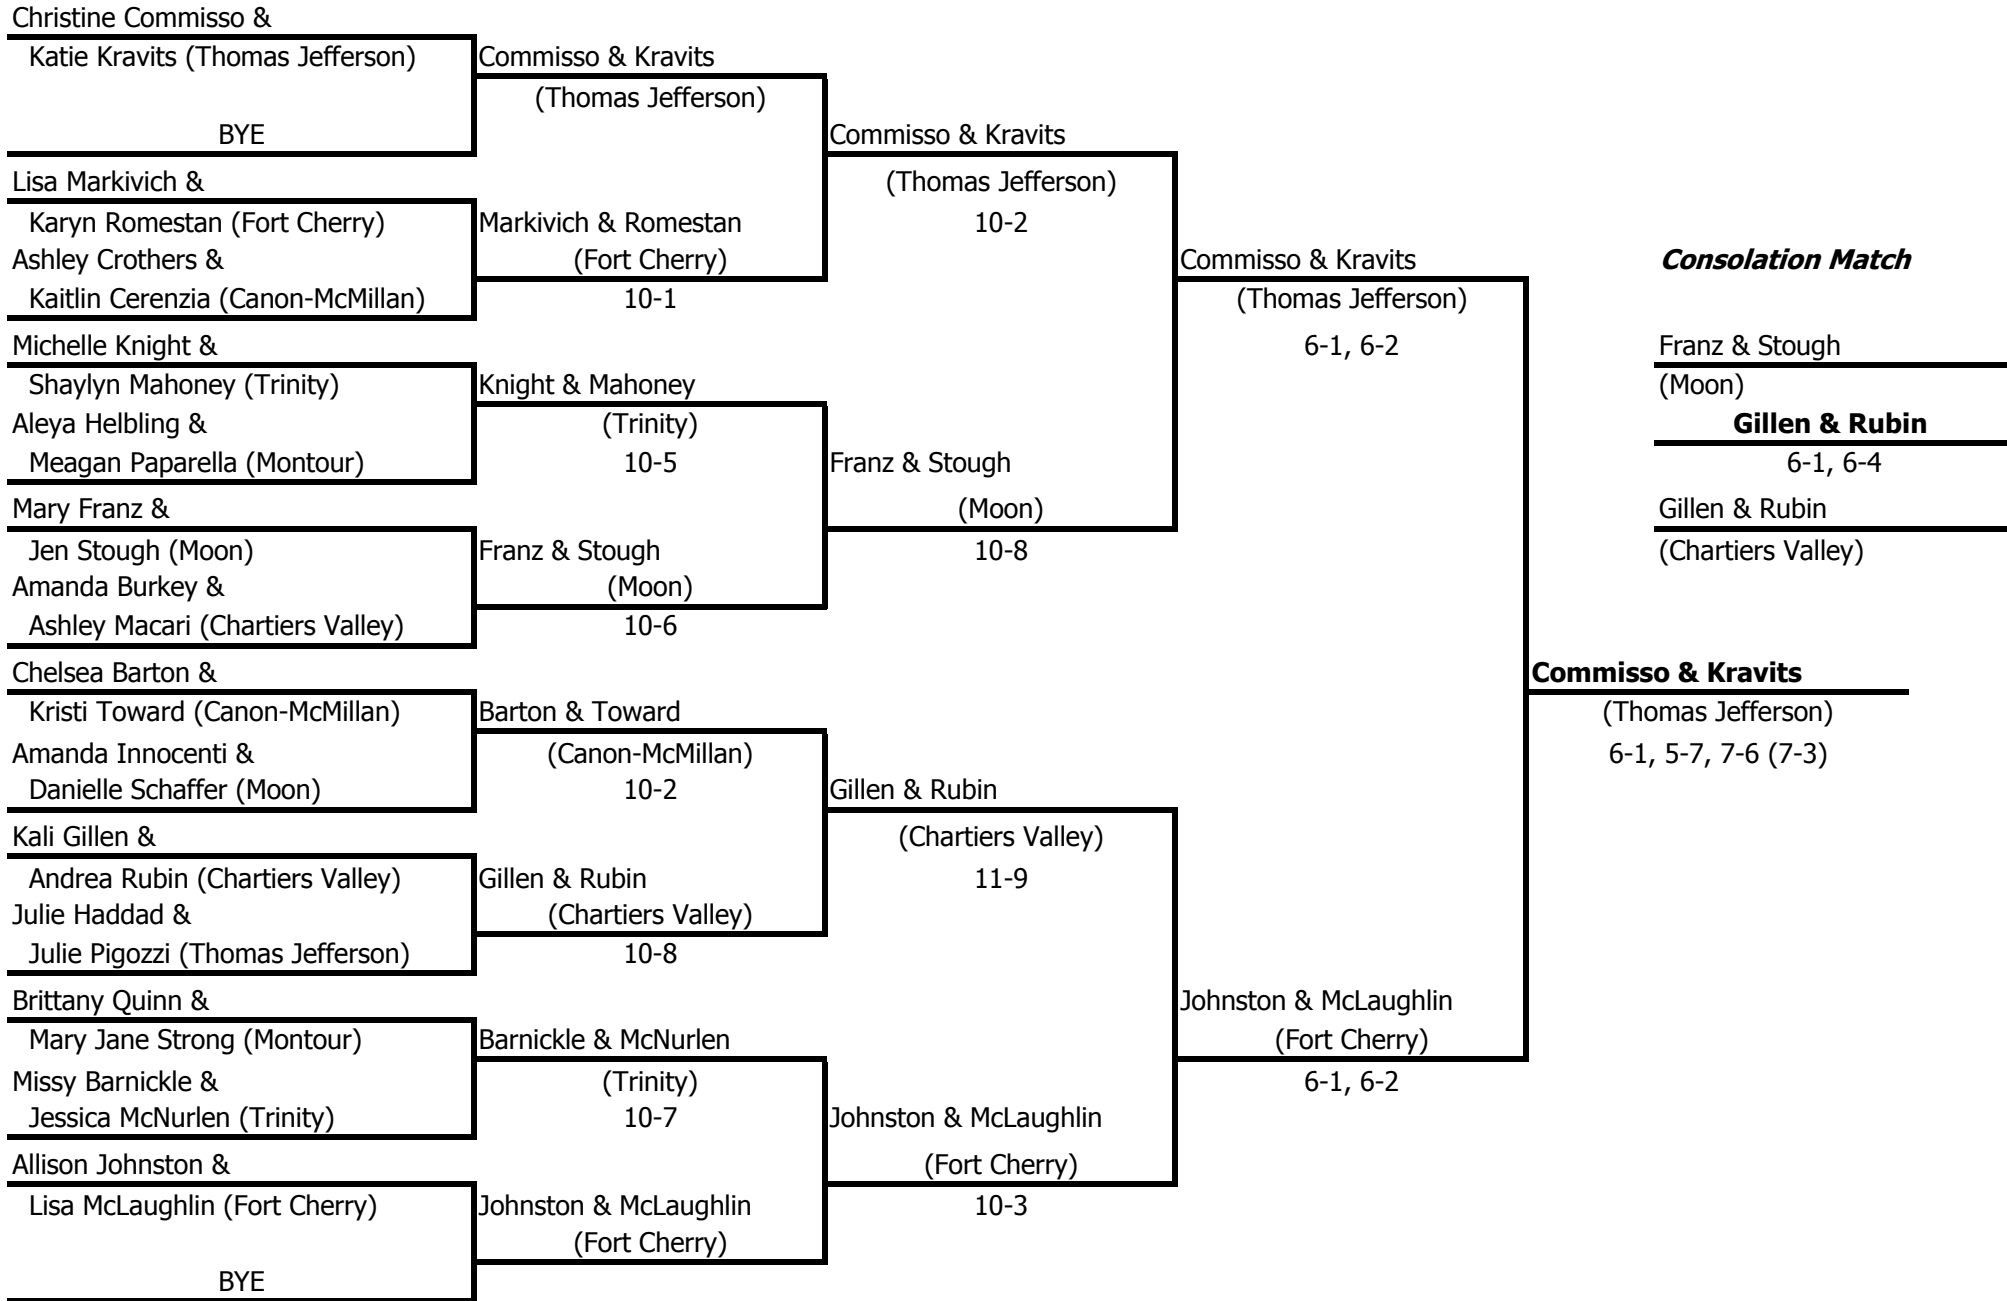 Christine Commisso &
Katie Kravits (Thomas Jefferson)
BYE
Lisa Markivich &
Karyn Romestan (Fort Cherry)
Ashley Crothers &
Kaitlin Cerenzia (Canon-McMillan)
Michelle Knight &
Shaylyn Mahoney (Trinity)
Aleya Helbling &
Meagan Paparella (Montour)
Mary Franz &
Jen Stough (Moon)
Amanda Burkey &
Ashley Macari (Chartiers Valley)
Chelsea Barton &
Kristi Toward (Canon-McMillan)
Amanda Innocenti &
Danielle Schaffer (Moon)
Kali Gillen &
Andrea Rubin (Chartiers Valley)
Julie Haddad &
Julie Pigozzi (Thomas Jefferson)
Brittany Quinn &
Mary Jane Strong (Montour)
Missy Barnickle &
Jessica McNurlen (Trinity)
Allison Johnston &
Lisa McLaughlin (Fort Cherry)
BYE
Commisso & Kravits
(Thomas Jefferson)
Markivich & Romestan
(Fort Cherry)
10-1
Knight & Mahoney
(Trinity)
10-5
Franz & Stough
(Moon)
10-6
Barton & Toward
(Canon-McMillan)
10-2
Gillen & Rubin
(Chartiers Valley)
10-8
Barnickle & McNurlen
(Trinity)
10-7
Johnston & McLaughlin
(Fort Cherry)
Commisso & Kravits
(Thomas Jefferson)
10-2
Franz & Stough
(Moon)
10-8
Gillen & Rubin
(Chartiers Valley)
11-9
Johnston & McLaughlin
(Fort Cherry)
10-3
Commisso & Kravits
(Thomas Jefferson)
6-1, 6-2
Johnston & McLaughlin
(Fort Cherry)
6-1, 6-2
Commisso & Kravits
(Thomas Jefferson)
6-1, 5-7, 7-6 (7-3)
Consolation Match
Franz & Stough
(Moon)
Gillen & Rubin
6-1, 6-4
Gillen & Rubin
(Chartiers Valley)